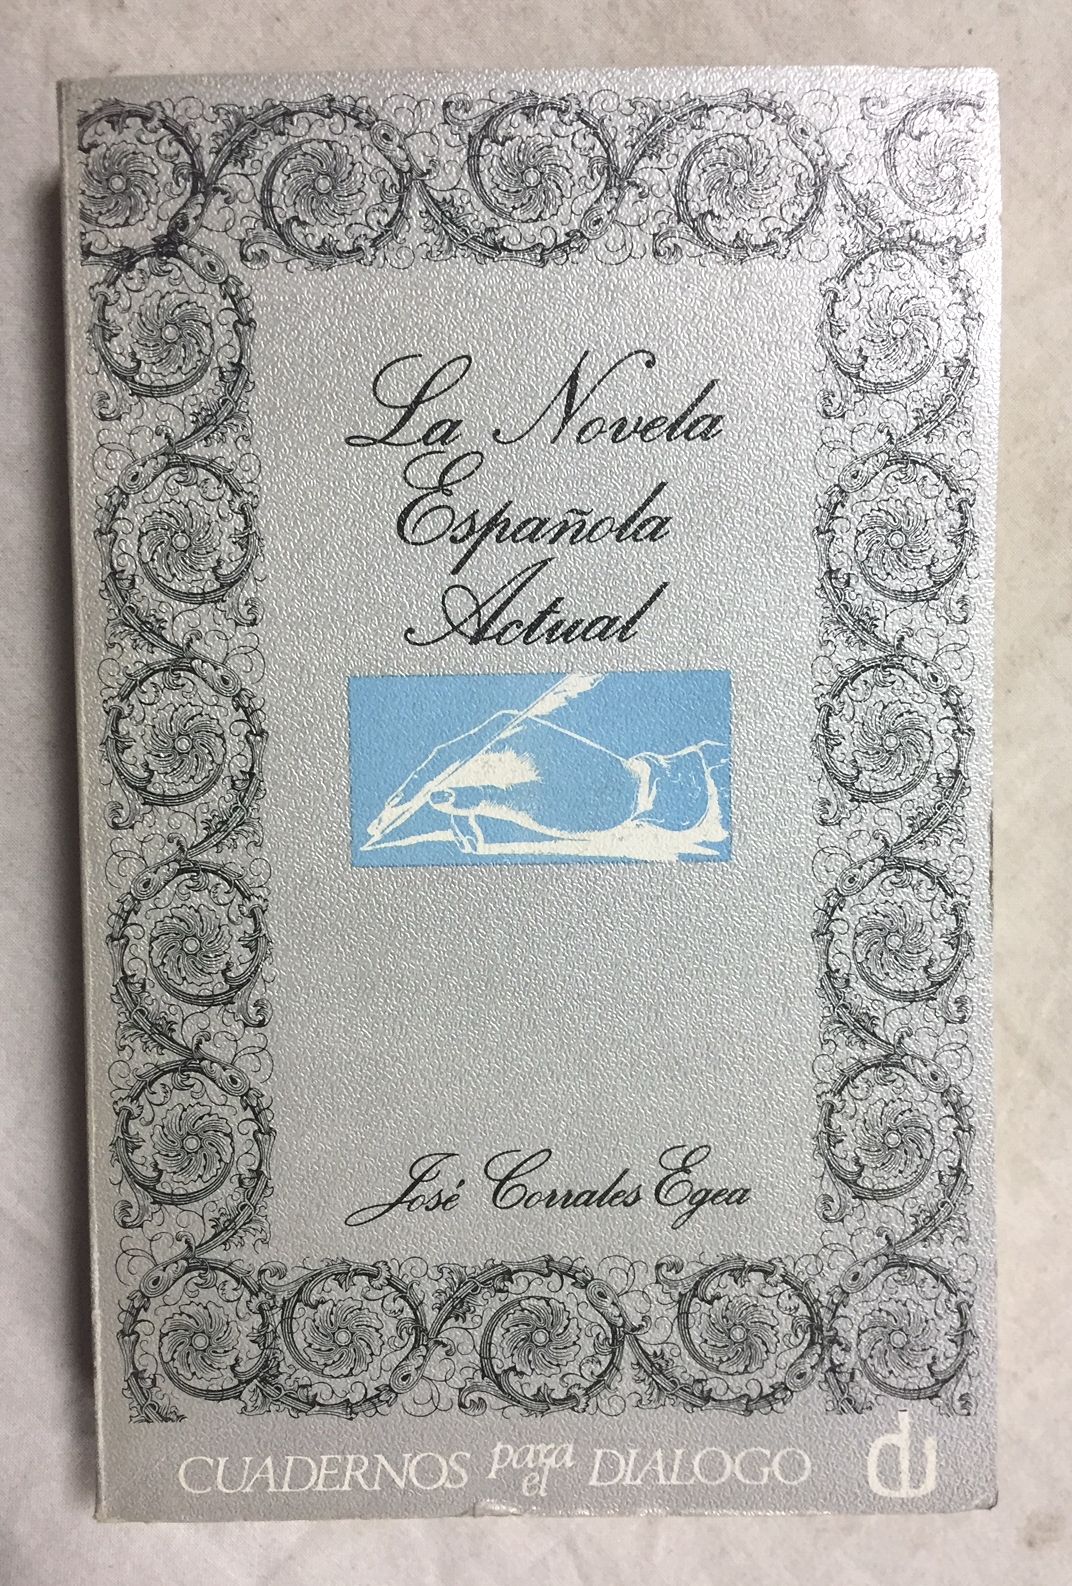 La Novela
Española
Actual
José Corrales Egea
CUADERNOS para el DIALOGO